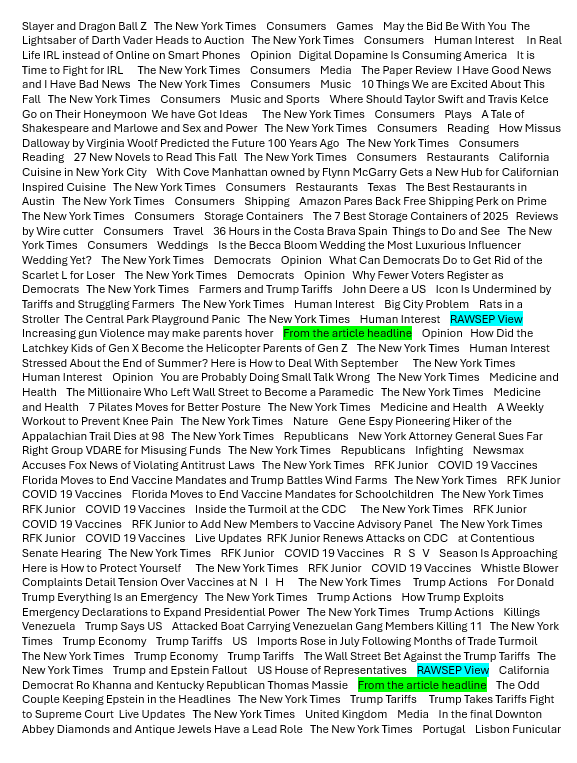 Slayer and Dragon Ball Z The New York Times Consumers Games May the Bid Be With You The
Lightsaber of Darth Vader Heads to Auction The New York Times Consumers Human Interest In Real
Life IRL instead of Online on Smart Phones Opinion Digital Dopamine Is Consuming America It is
Time to Fight for IRL The New York Times Consumers Media The Paper Review I Have Good News
and I Have Bad News The New York Times Consumers Music 10 Things We are Excited About This
Fall The New York Times Consumers Music and Sports Where Should Taylor Swift and Travis Kelce
Go on Their Honeymoon We have Got Ideas The New York Times Consumers Plays A Tale of
Shakespeare and Marlowe and Sex and Power The New York Times Consumers Reading How Missus
Dalloway by Virginia Woolf Predicted the Future 100 Years Ago The New York Times Consumers
Reading 27 New Novels to Read This Fall The New York Times Consumers Restaurants California
Cuisine in New York City With Cove Manhattan owned by Flynn McGarry Gets a New Hub for Californian
Inspired Cuisine The New York Times Consumers Restaurants Texas The Best Restaurants in
Austin The New York Times Consumers Shipping Amazon Pares Back Free Shipping Perk on Prime
The New York Times Consumers Storage Containers The 7 Best Storage Containers of 2025 Reviews
by Wire cutter Consumers Travel 36 Hours in the Costa Brava Spain Things to Do and See The New
York Times Consumers Weddings Is the Becca Bloom Wedding the Most Luxurious Influencer
Wedding Yet? The New York Times Democrats Opinion What Can Democrats Do to Get Rid of the
Scarlet L for Loser The New York Times Democrats Opinion Why Fewer Voters Register as
Democrats The New York Times Farmers and Trump Tariffs John Deere a US Icon Is Undermined by
Tariffs and Struggling Farmers The New York Times Human Interest Big City Problem Rats in a
Stroller The Central Park Playground Panic The New York Times Human Interest RAWSEP View
Increasing gun Violence may make parents hover From the article headline Opinion How Did the
Latchkey Kids of Gen X Become the Helicopter Parents of Gen Z The New York Times Human Interest
Stressed About the End of Summer? Here is How to Deal With September The New York Times
Human Interest Opinion You are Probably Doing Small Talk Wrong The New York Times Medicine and
Health The Millionaire Who Left Wall Street to Become a Paramedic The New York Times Medicine
and Health 7 Pilates Moves for Better Posture The New York Times Medicine and Health A Weekly
Workout to Prevent Knee Pain The New York Times Nature Gene Espy Pioneering Hiker of the
Appalachian Trail Dies at 98 The New York Times Republicans New York Attorney General Sues Far
Right Group VDARE for Misusing Funds The New York Times Republicans Infighting Newsmax
Accuses Fox News of Violating Antitrust Laws The New York Times RFK Junior COVID 19 Vaccines
Florida Moves to End Vaccine Mandates and Trump Battles Wind Farms The New York Times RFK Junior
COVID 19 Vaccines Florida Moves to End Vaccine Mandates for Schoolchildren The New York Times
RFK Junior COVID 19 Vaccines Inside the Turmoil at the CDC The New York Times RFK Junior
COVID 19 Vaccines RFK Junior to Add New Members to Vaccine Advisory Panel The New York Times
RFK Junior COVID 19 Vaccines Live Updates RFK Junior Renews Attacks on CDC at Contentious
Senate Hearing The New York Times RFK Junior COVID 19 Vaccines R S V Season Is Approaching
Here is How to Protect Yourself The New York Times RFK Junior COVID 19 Vaccines Whistle Blower
Complaints Detail Tension Over Vaccines at N I H The New York Times Trump Actions For Donald
Trump Everything Is an Emergency The New York Times Trump Actions How Trump Exploits
Emergency Declarations to Expand Presidential Power The New York Times Trump Actions Killings
Venezuela Trump Says US Attacked Boat Carrying Venezuelan Gang Members Killing 11 The New York
Times Trump Economy Trump Tariffs US Imports Rose in July Following Months of Trade Turmoil
The New York Times Trump Economy Trump Tariffs The Wall Street Bet Against the Trump Tariffs The
New York Times Trump and Epstein Fallout US House of Representatives RAWSEP View California
Democrat Ro Khanna and Kentucky Republican Thomas Massie From the article headline The Odd
Couple Keeping Epstein in the Headlines The New York Times Trump Tariffs Trump Takes Tariffs Fight
to Supreme Court Live Updates The New York Times United Kingdom Media In the final Downton
Abbey Diamonds and Antique Jewels Have a Lead Role The New York Times Portugal Lisbon Funicular